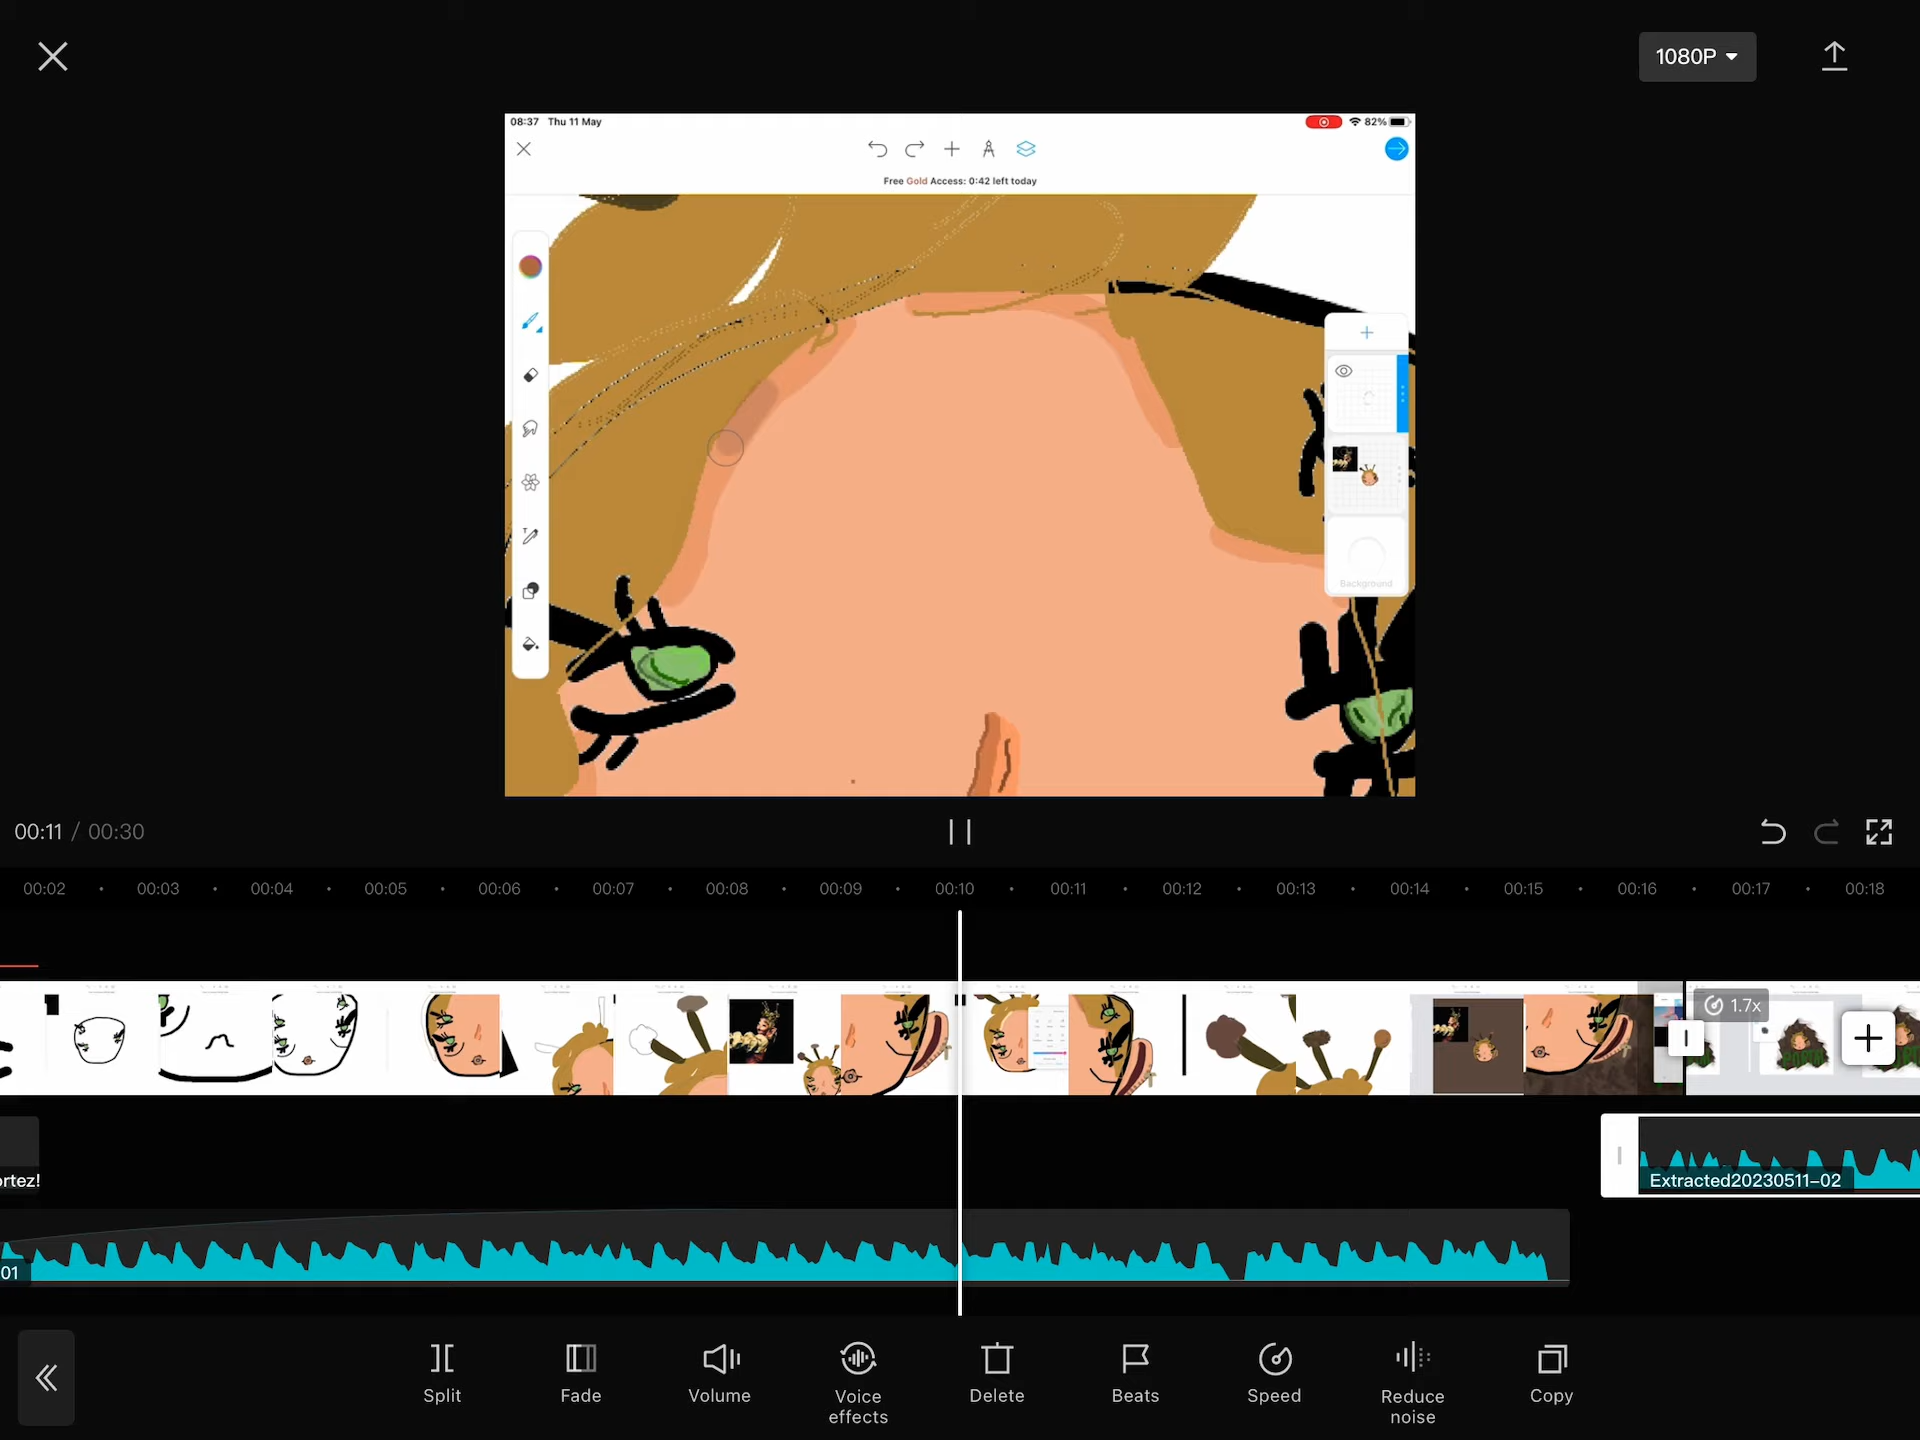 1080P
08:37 Thu 11 May
82%
Free Gold Access: 0:42 left today
Background
00:11 / 00:30
00:02 00:03 00:04 00:05 00:06 00:07 00:08 00:09 00:10 00:11 00:12 00:13 00:14 00:15 00:16 00:17 00:18
1.7x
ortez!
Extracted20230511-02
01
Split
Fade
Volume
Voice
effects
Delete
Beats
Speed
Reduce
noise
Copy